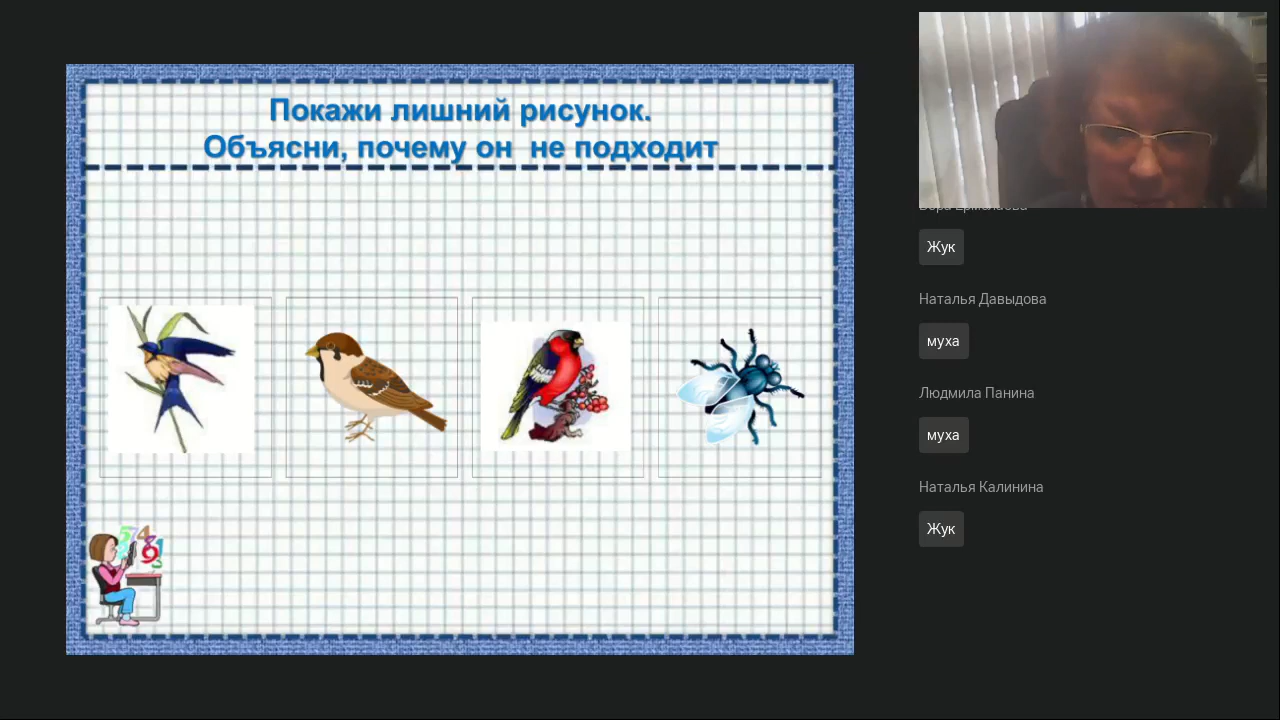 Покажи лишний рисунок.
Объясни, почему он не подходит
Жук
Наталья Давыдова
муха
Людмила Панина
муха
Наталья Калинина
Жук